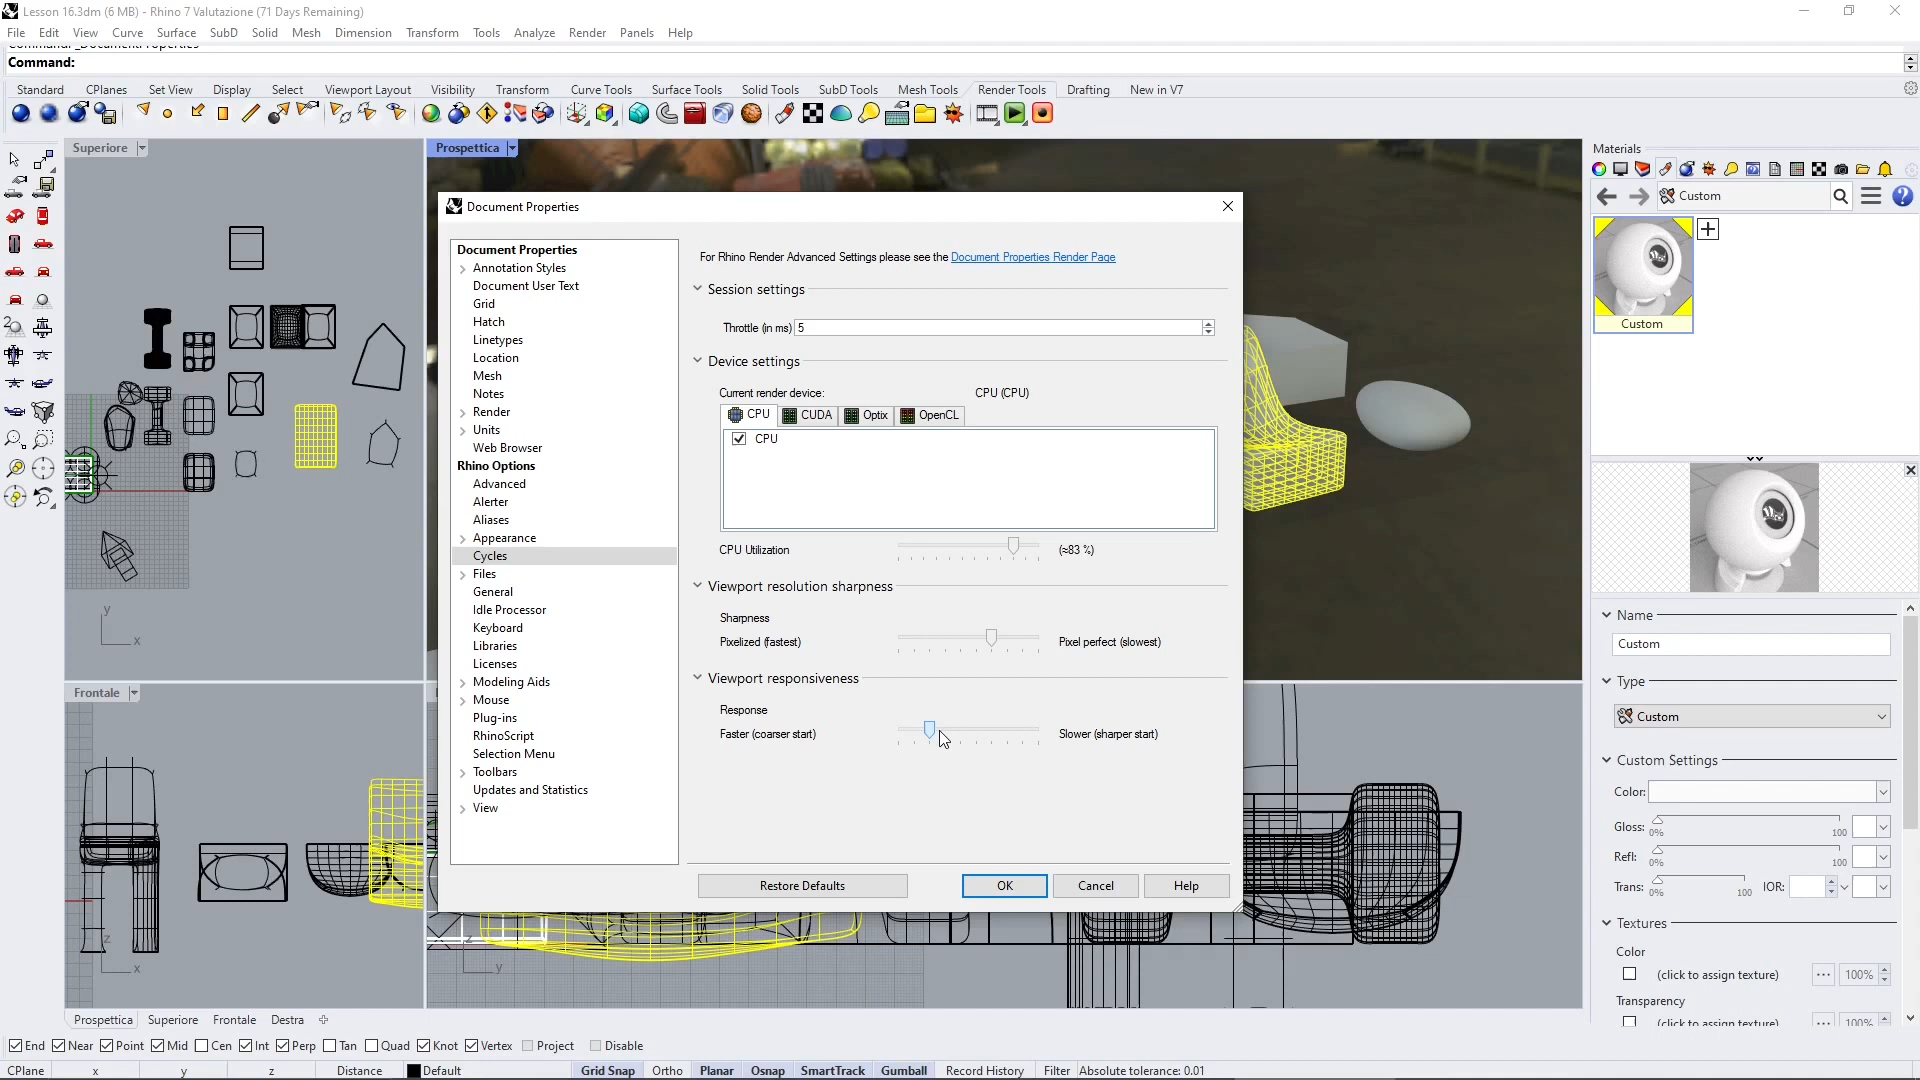 Lesson 16.3dm (6 MB) - Rhino 7 Valutazione (71 Days Remaining)
File Edit View Curve Surface SubD Solid Mesh Dimension Transform Tools Analyze Render Panels Help
Command:
Standard CPlanes Set View Display Select Viewport Layout Visibility Transform Curve Tools Surface Tools Solid Tools SubD Tools Mesh Tools Render Tools Drafting New in V7
Superiore
Prospettica
Materials
Custom
Custom
Document Properties
Document Properties
Annotation Styles
Document User Text
Grid
Hatch
Linetypes
Location
Mesh
Notes
Render
Units
Web Browser
Rhino Options
Advanced
Alerter
Aliases
Appearance
Cycles
Files
General
Idle Processor
Keyboard
Libraries
Licenses
Modeling Aids
Mouse
Plug-ins
RhinoScript
Selection Menu
Toolbars
Updates and Statistics
View
For Rhino Render Advanced Settings please see the Document Properties Render Page
Session settings
Throttle (in ms) 5
Device settings
Current render device: CPU (CPU)
CPU CUDA Optix OpenCL
CPU
CPU Utilization (≈83 %)
Viewport resolution sharpness
Sharpness
Pixelized (fastest) Pixel perfect (slowest)
Viewport responsiveness
Response
Faster (coarser start) Slower (sharper start)
Restore Defaults OK Cancel Help
Name
Custom
Type
Custom
Custom Settings
Color:
Gloss: 0% 100
Refl: 0% 100
Trans: 0% 100 IOR:
Textures
Color
(click to assign texture) ... 100%
Transparency
(click to assign texture) ... 100%
y
x
Frontale
z
x
z
y
Prospettica Superiore Frontale Destra
End Near Point Mid Cen Int Perp Tan Quad Knot Vertex Project Disable
CPlane x y z Distance Default Grid Snap Ortho Planar Osnap SmartTrack Gumball Record History Filter Absolute tolerance: 0.01